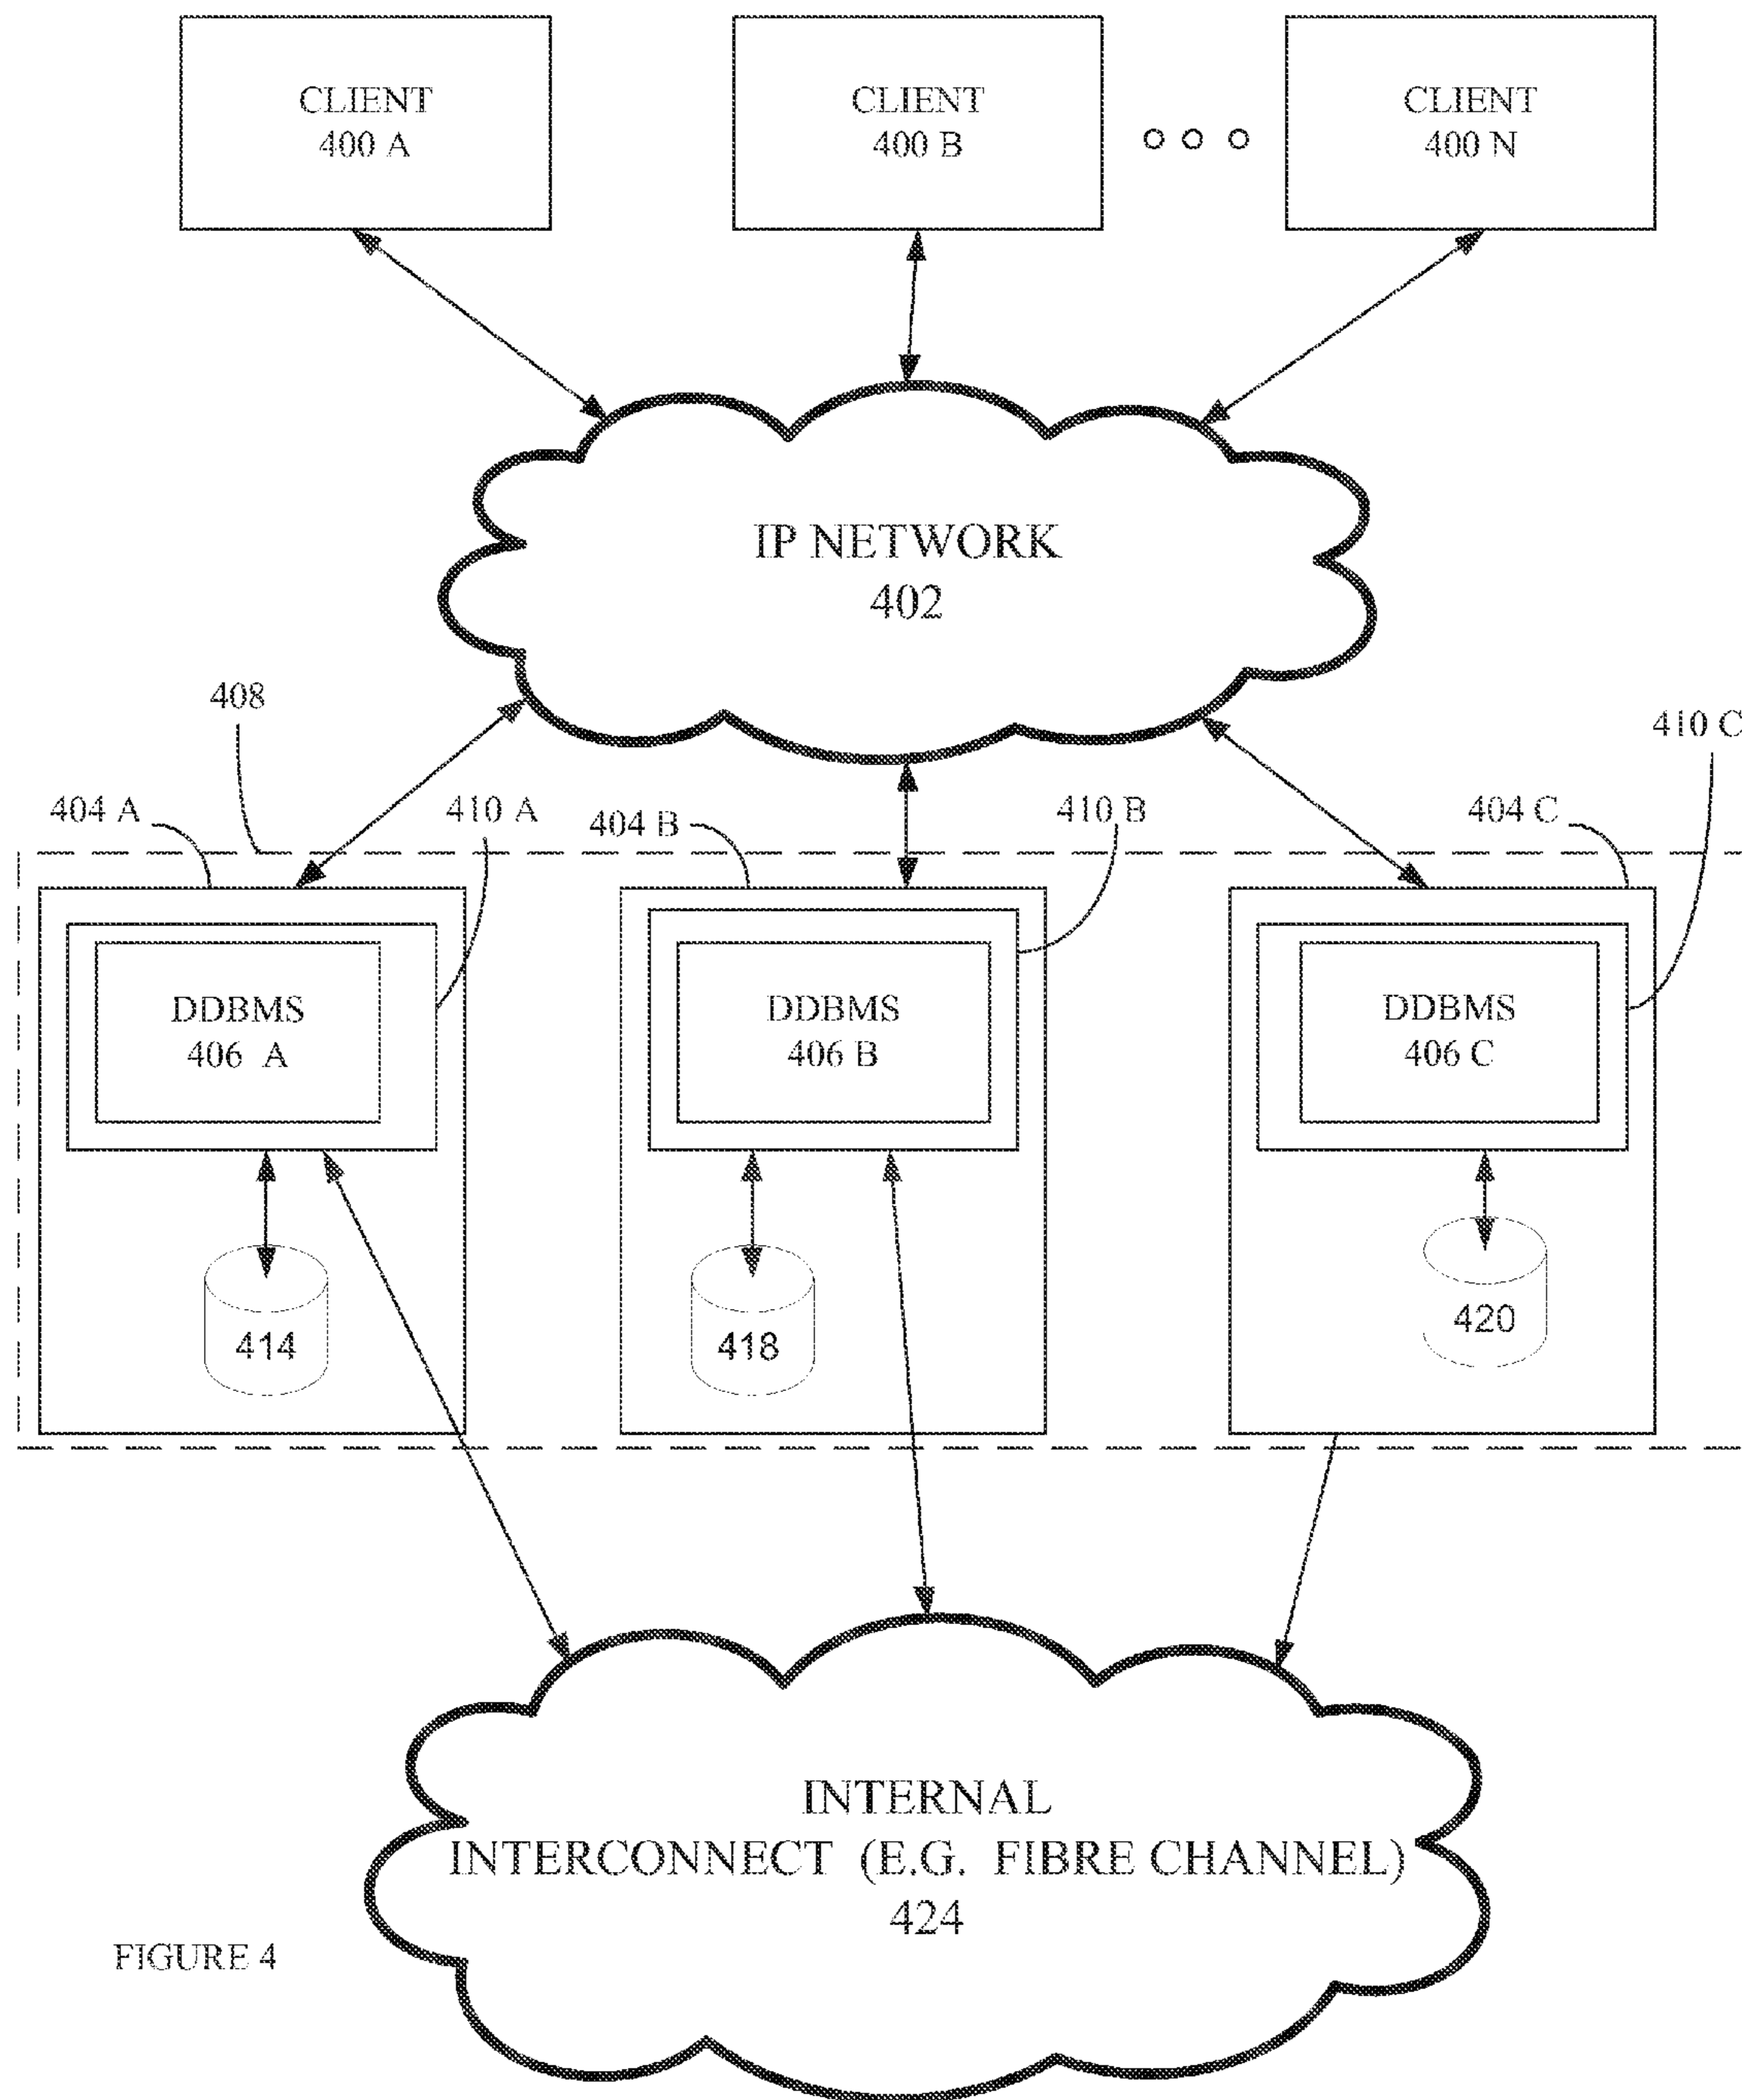 CLIENT
400 A
CLIENT
400 B
CLIENT
400 N
IP NETWORK
402
408
410 C
404 A
410 A
404 B
410 B
404 C
DDBMS
406 A
DDBMS
406 B
DDBMS
406 C
414
418
420
INTERNAL
INTERCONNECT (E.G. FIBRE CHANNEL)
424
FIGURE 4